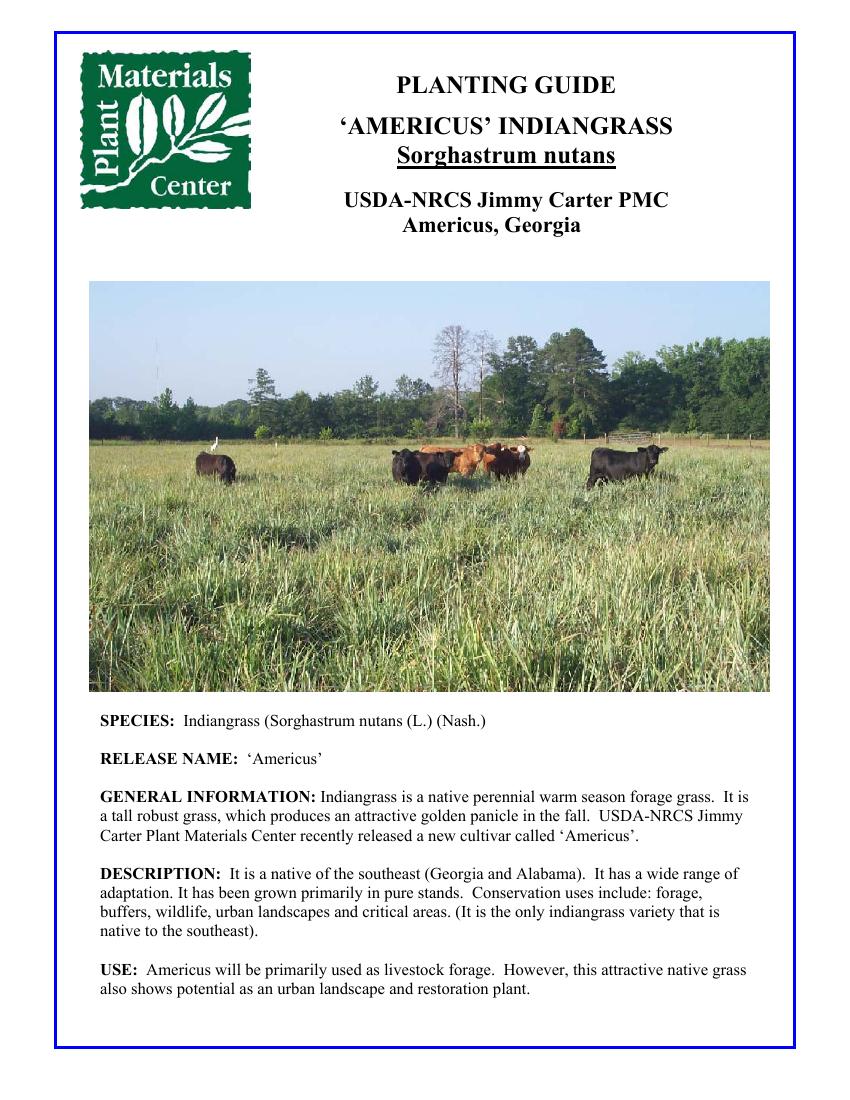 Plant
Materials
Center
PLANTING GUIDE
‘AMERICUS’ INDIANGRASS
Sorghastrum nutans
USDA-NRCS Jimmy Carter PMC
Americus, Georgia
SPECIES: Indiangrass (Sorghastrum nutans (L.) (Nash.)
RELEASE NAME: ‘Americus’
GENERAL INFORMATION: Indiangrass is a native perennial warm season forage grass. It is
a tall robust grass, which produces an attractive golden panicle in the fall. USDA-NRCS Jimmy
Carter Plant Materials Center recently released a new cultivar called ‘Americus’.
DESCRIPTION: It is a native of the southeast (Georgia and Alabama). It has a wide range of
adaptation. It has been grown primarily in pure stands. Conservation uses include: forage,
buffers, wildlife, urban landscapes and critical areas. (It is the only indiangrass variety that is
native to the southeast).
USE: Americus will be primarily used as livestock forage. However, this attractive native grass
also shows potential as an urban landscape and restoration plant.